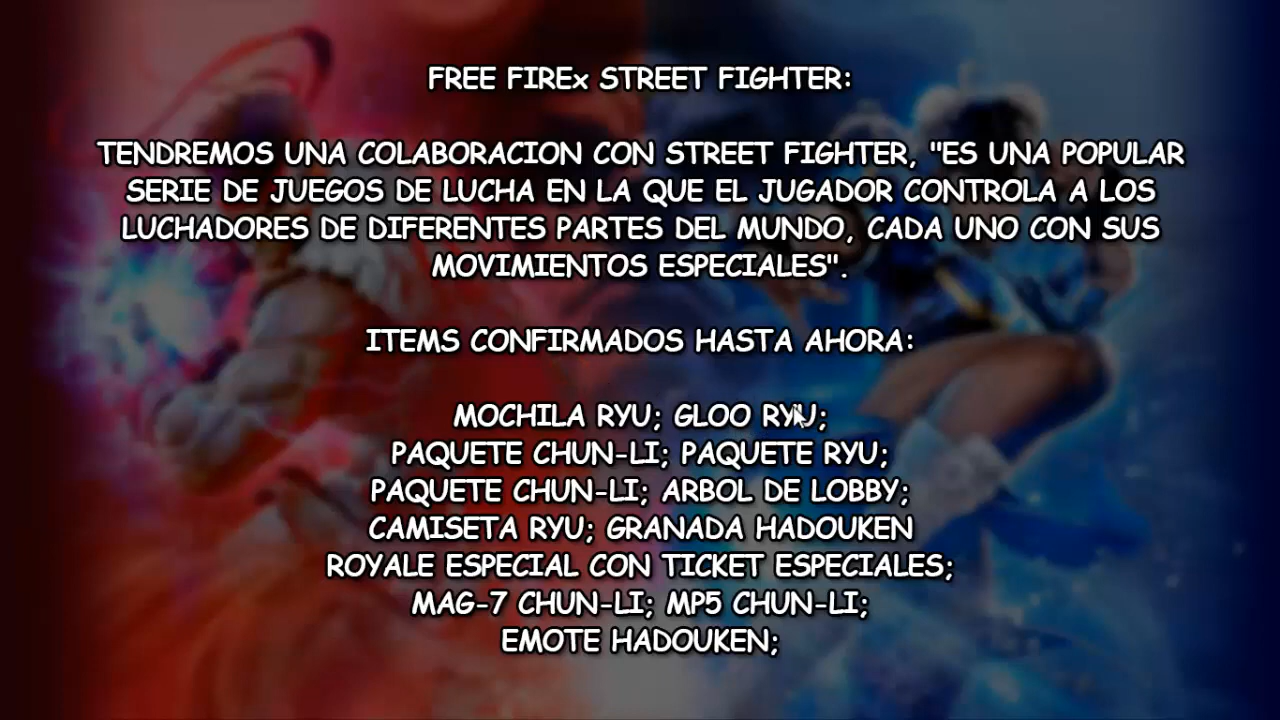 FREE FIREx STREET FIGHTER:
TENDREMOS UNA COLABORACION CON STREET FIGHTER, "ES UNA POPULAR
SERIE DE JUEGOS DE LUCHA EN LA QUE EL JUGADOR CONTROLA A LOS
LUCHADORES DE DIFERENTES PARTES DEL MUNDO, CADA UNO CON SUS
MOVIMIENTOS ESPECIALES".
ITEMS CONFIRMADOS HASTA AHORA:
MOCHILA RYU; GLOO RYU;
PAQUETE CHUN-LI; PAQUETE RYU;
PAQUETE CHUN-LI; ARBOL DE LOBBY;
CAMISETA RYU; GRANADA HADOUKEN
ROYALE ESPECIAL CON TICKET ESPECIALES;
MAG-7 CHUN-LI; MP5 CHUN-LI;
EMOTE HADOUKEN;